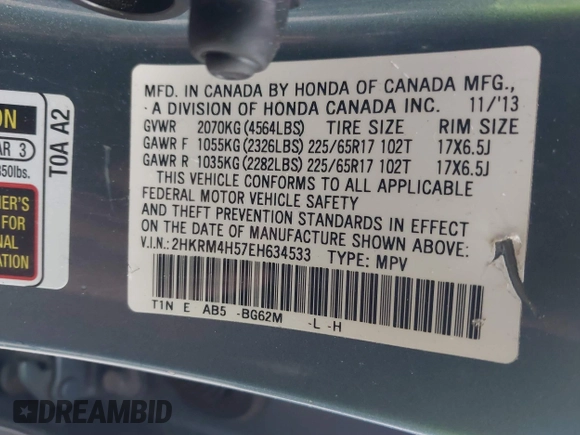 MFD. IN CANADA BY HONDA OF CANADA MFG.,
A DIVISION OF HONDA CANADA INC. 11/'13
GVWR 2070KG (4564LBS) TIRE SIZE RIM SIZE
GAWR F 1055KG (2326LBS) 225/65R17 102T 17X6.5J
GAWR R 1035KG (2282LBS) 225/65R17 102T 17X6.5J
THIS VEHICLE CONFORMS TO ALL APPLICABLE
FEDERAL MOTOR VEHICLE SAFETY
AND THEFT PREVENTION STANDARDS IN EFFECT
ON THE DATE OF MANUFACTURE SHOWN ABOVE:
V.I.N.:2HKRM4H57EH634533 TYPE: MPV
T1N E AB5 -BG62M -L -H
ON
AR 3
850lbs.
ER'S
FOR
NAL
ATION
T0A A2
DREAMBID